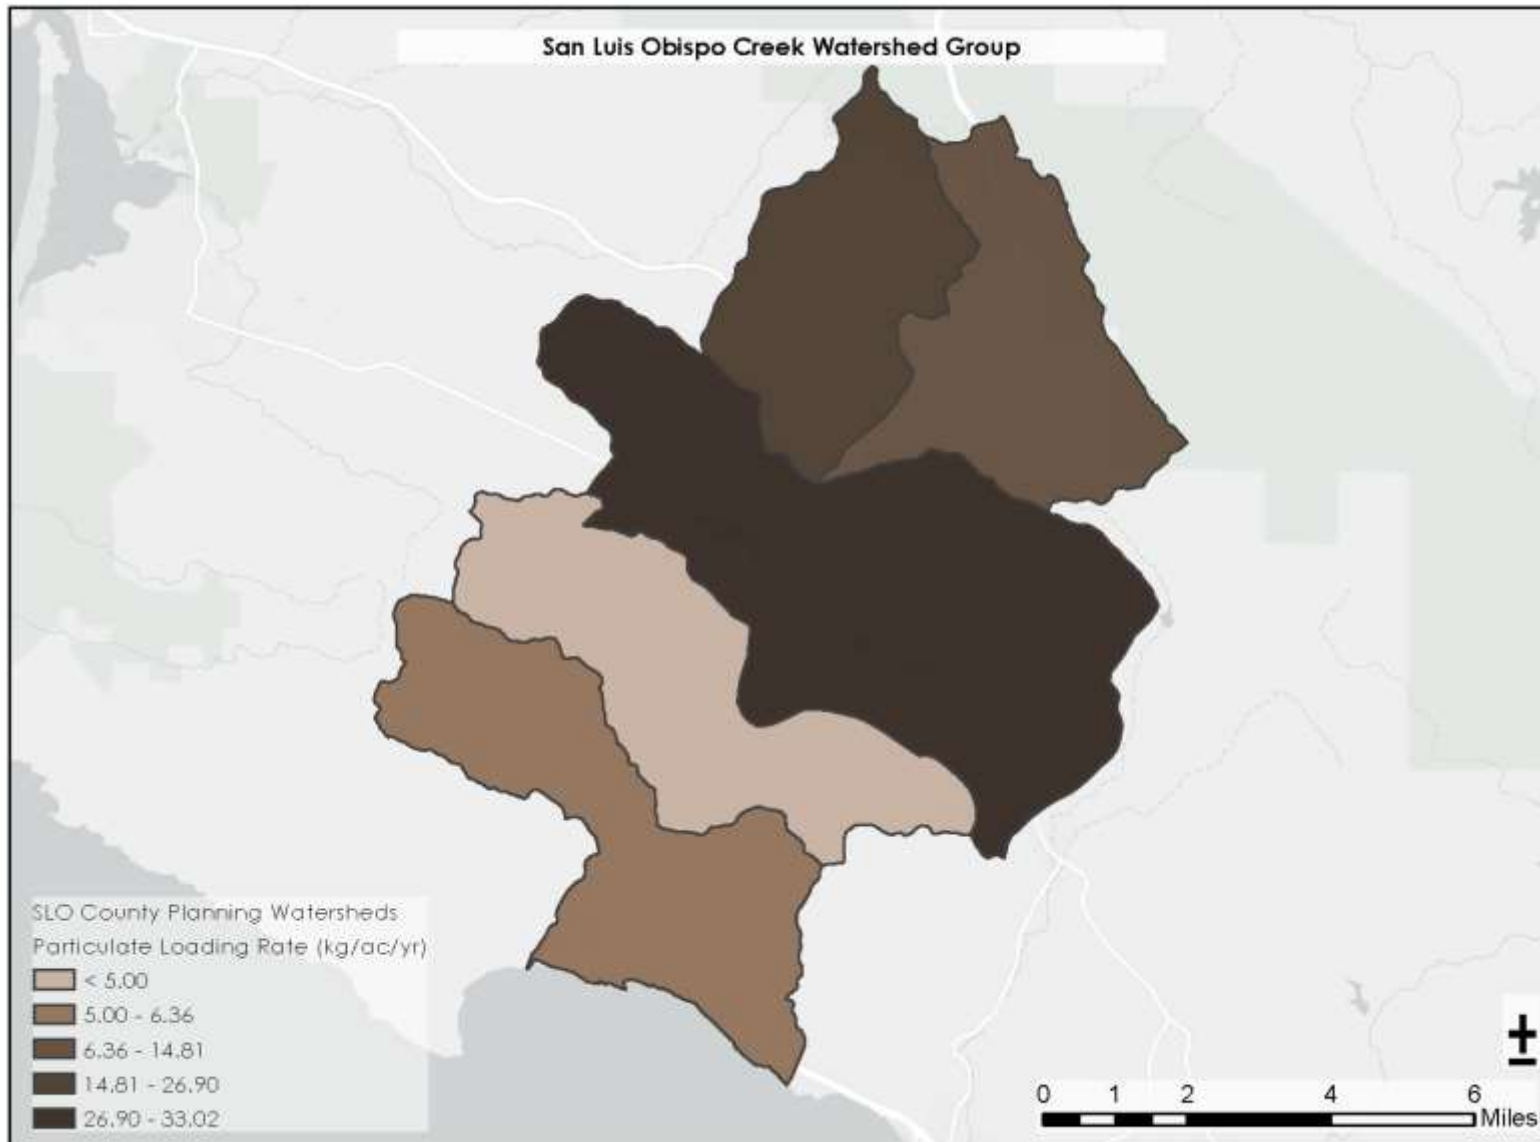 San Luis Obispo Creek Watershed Group
SLO County Planning Watersheds
Particulate Loading Rate (kg/ac/yr)
< 5.00
5.00 - 6.36
6.36 - 14.81
14.81 - 26.90
26.90 - 33.02
0 1 2 4 6
Miles